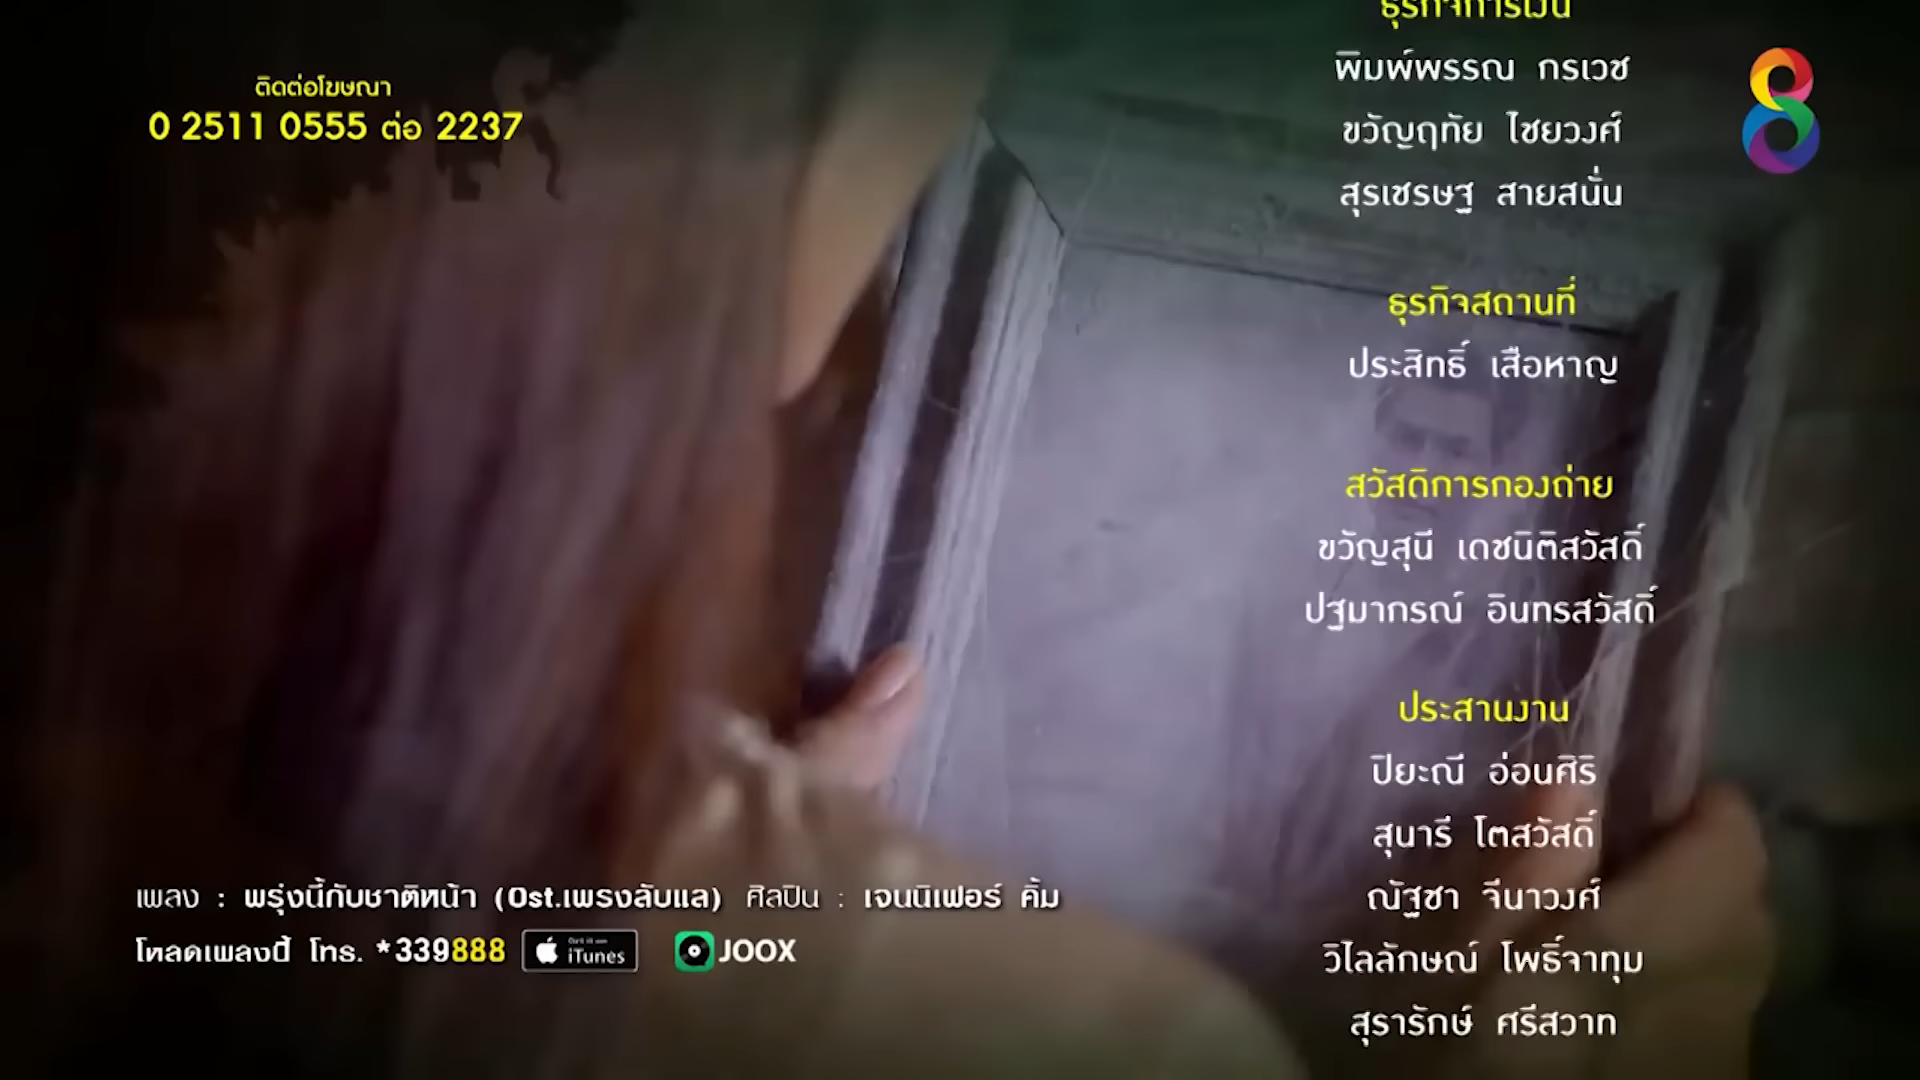 ติดต่อโฆษณา
0 2511 0555 ต่อ 2237
ธุรกิจการเงิน
พิมพ์พรรณ กรเวช
ขวัญฤทัย ไชยวงศ์
สุรเชรษฐ สายสนั่น
ธุรกิจสถานที่
ประสิทธิ์ เสือหาญ
สวัสดิการกองถ่าย
ขวัญสุนี เดชนิติสวัสดิ์
ปฐมากรณ์ อินทรสวัสดิ์
ประสานงาน
ปิยะณี อ่อนศิริ
สุนารี โตสวัสดิ์
ณัฐชา จีนาวงศ์
วิไลลักษณ์ โพธิ์จาทุม
สุรารักษ์ ศรีสวาท
เพลง : พรุ่งนี้กับชาติหน้า (Ost.เพรงลับแล) ศิลปิน : เจนนิเฟอร์ คิ้ม
โหลดเพลงนี้ โทร. *339888 iTunes JOOX